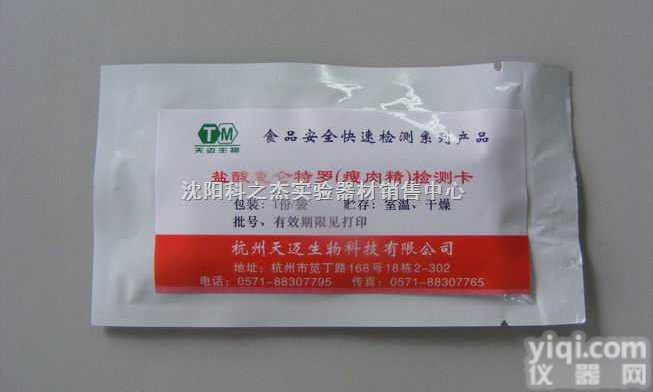 TM
天迈生物
食品安全快速检测系列产品
盐酸克仑特罗(瘦肉精)检测卡
沈阳科之杰实验器材销售中心
包装：1份/袋 贮存：室温、干燥
批号、有效期限见打印
杭州天迈生物科技有限公司
地址：杭州市莧丁路168号18栋2-302
电话：0571-88307795 传真：0571-88307765
yiqi.com
仪器网